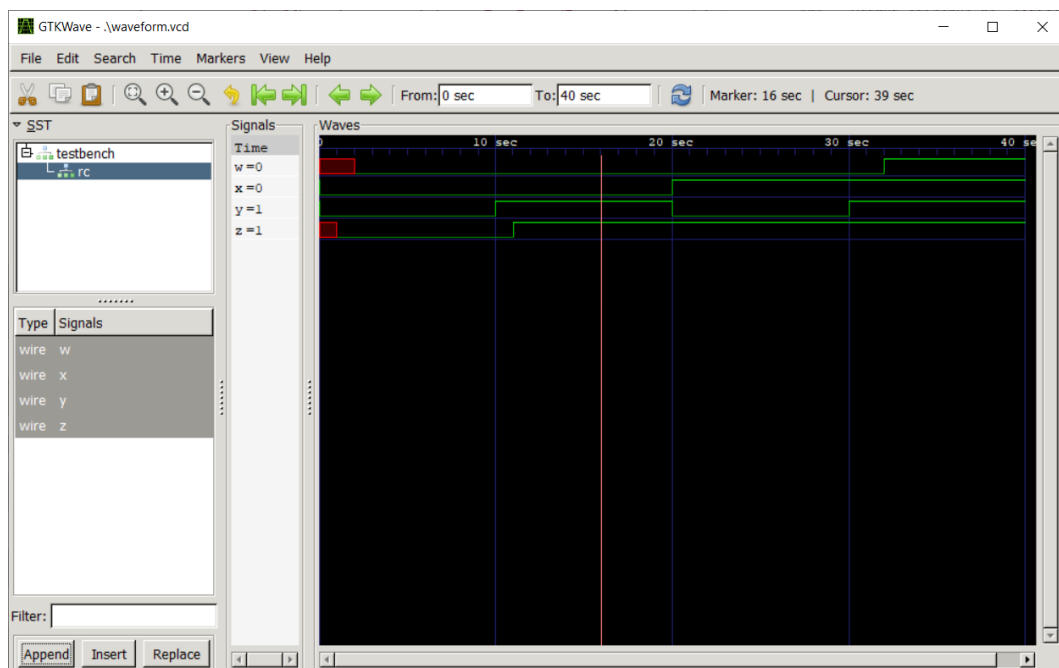 GTKWave - .\waveform.vcd
File Edit Search Time Markers View Help
From: 0 sec To: 40 sec Marker: 16 sec | Cursor: 39 sec
SST
testbench
rc
Type Signals
wire w
wire x
wire y
wire z
Filter:
Append Insert Replace
Signals
Time
w=0
x=0
y=1
z=1
Waves
10 sec 20 sec 30 sec 40 se